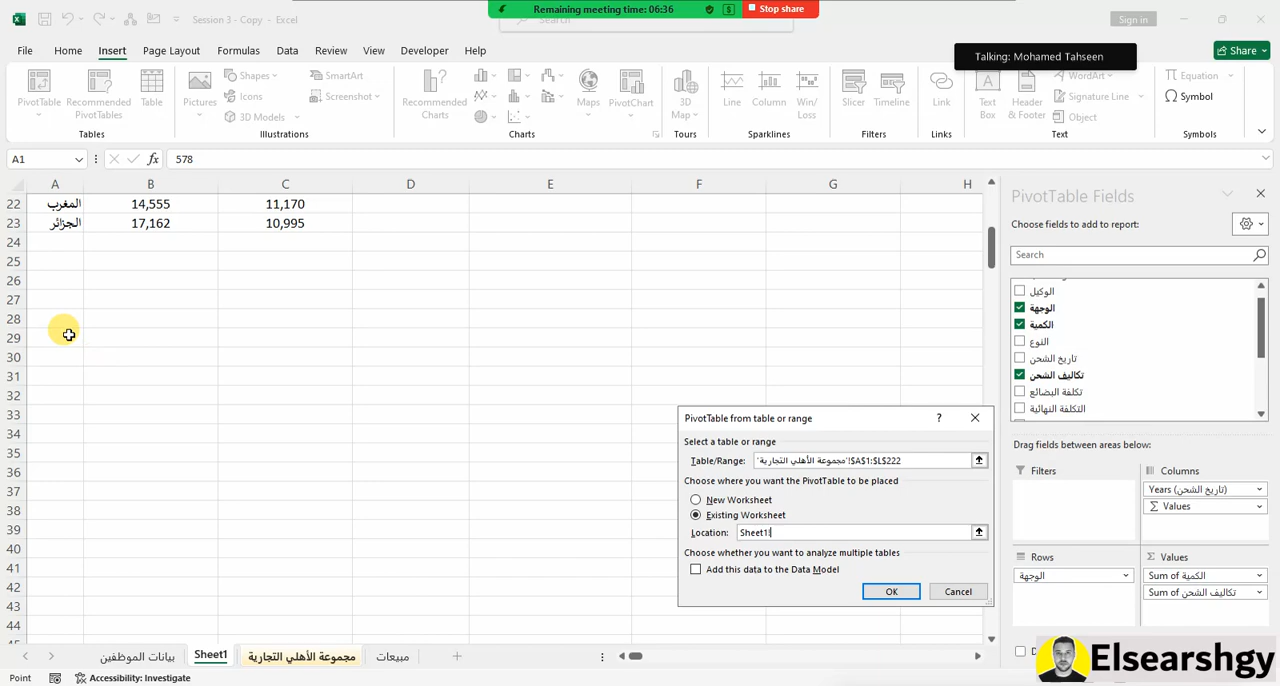 Session 3 - Copy - Excel
Remaining meeting time: 06:36
Stop share
Search
Sign in
File Home Insert Page Layout Formulas Data Review View Developer Help
Talking: Mohamed Tahseen
Share
PivotTable
Recommended PivotTables
Table
Tables
Pictures
Shapes
Icons
3D Models
SmartArt
Screenshot
Illustrations
Recommended Charts
Maps
PivotChart
Charts
3D Map
Tours
Line
Column
Win/Loss
Sparklines
Slicer
Timeline
Filters
Link
Links
Text Box
Header & Footer
WordArt
Signature Line
Object
Text
Equation
Symbol
Symbols
A1
fx
578
A B C D E F G H
22 المغرب 14,555 11,170
23 الجزائر 17,162 10,995
24
25
26
27
28
29
30
31
32
33
34
35
36
37
38
39
40
41
42
43
44
PivotTable Fields
Choose fields to add to report:
Search
الوكيل
الوجهة
الكمية
النوع
تاريخ الشحن
تكاليف الشحن
تكلفة البضائع
التكلفة النهائية
Drag fields between areas below:
Filters
Columns
Years (تاريخ الشحن)
Σ Values
Rows
الوجهة
Σ Values
Sum of الكمية
Sum of تكاليف الشحن
PivotTable from table or range
?
Select a table or range
Table/Range: 'مجموعة الأهلي التجارية'!$A$1:$L$222
Choose where you want the PivotTable to be placed
New Worksheet
Existing Worksheet
Location: Sheet1!
Choose whether you want to analyze multiple tables
Add this data to the Data Model
OK
Cancel
بيانات الموظفين
Sheet1
مجموعة الأهلي التجارية
مبيعات
Point
Accessibility: Investigate
Elsearshgy